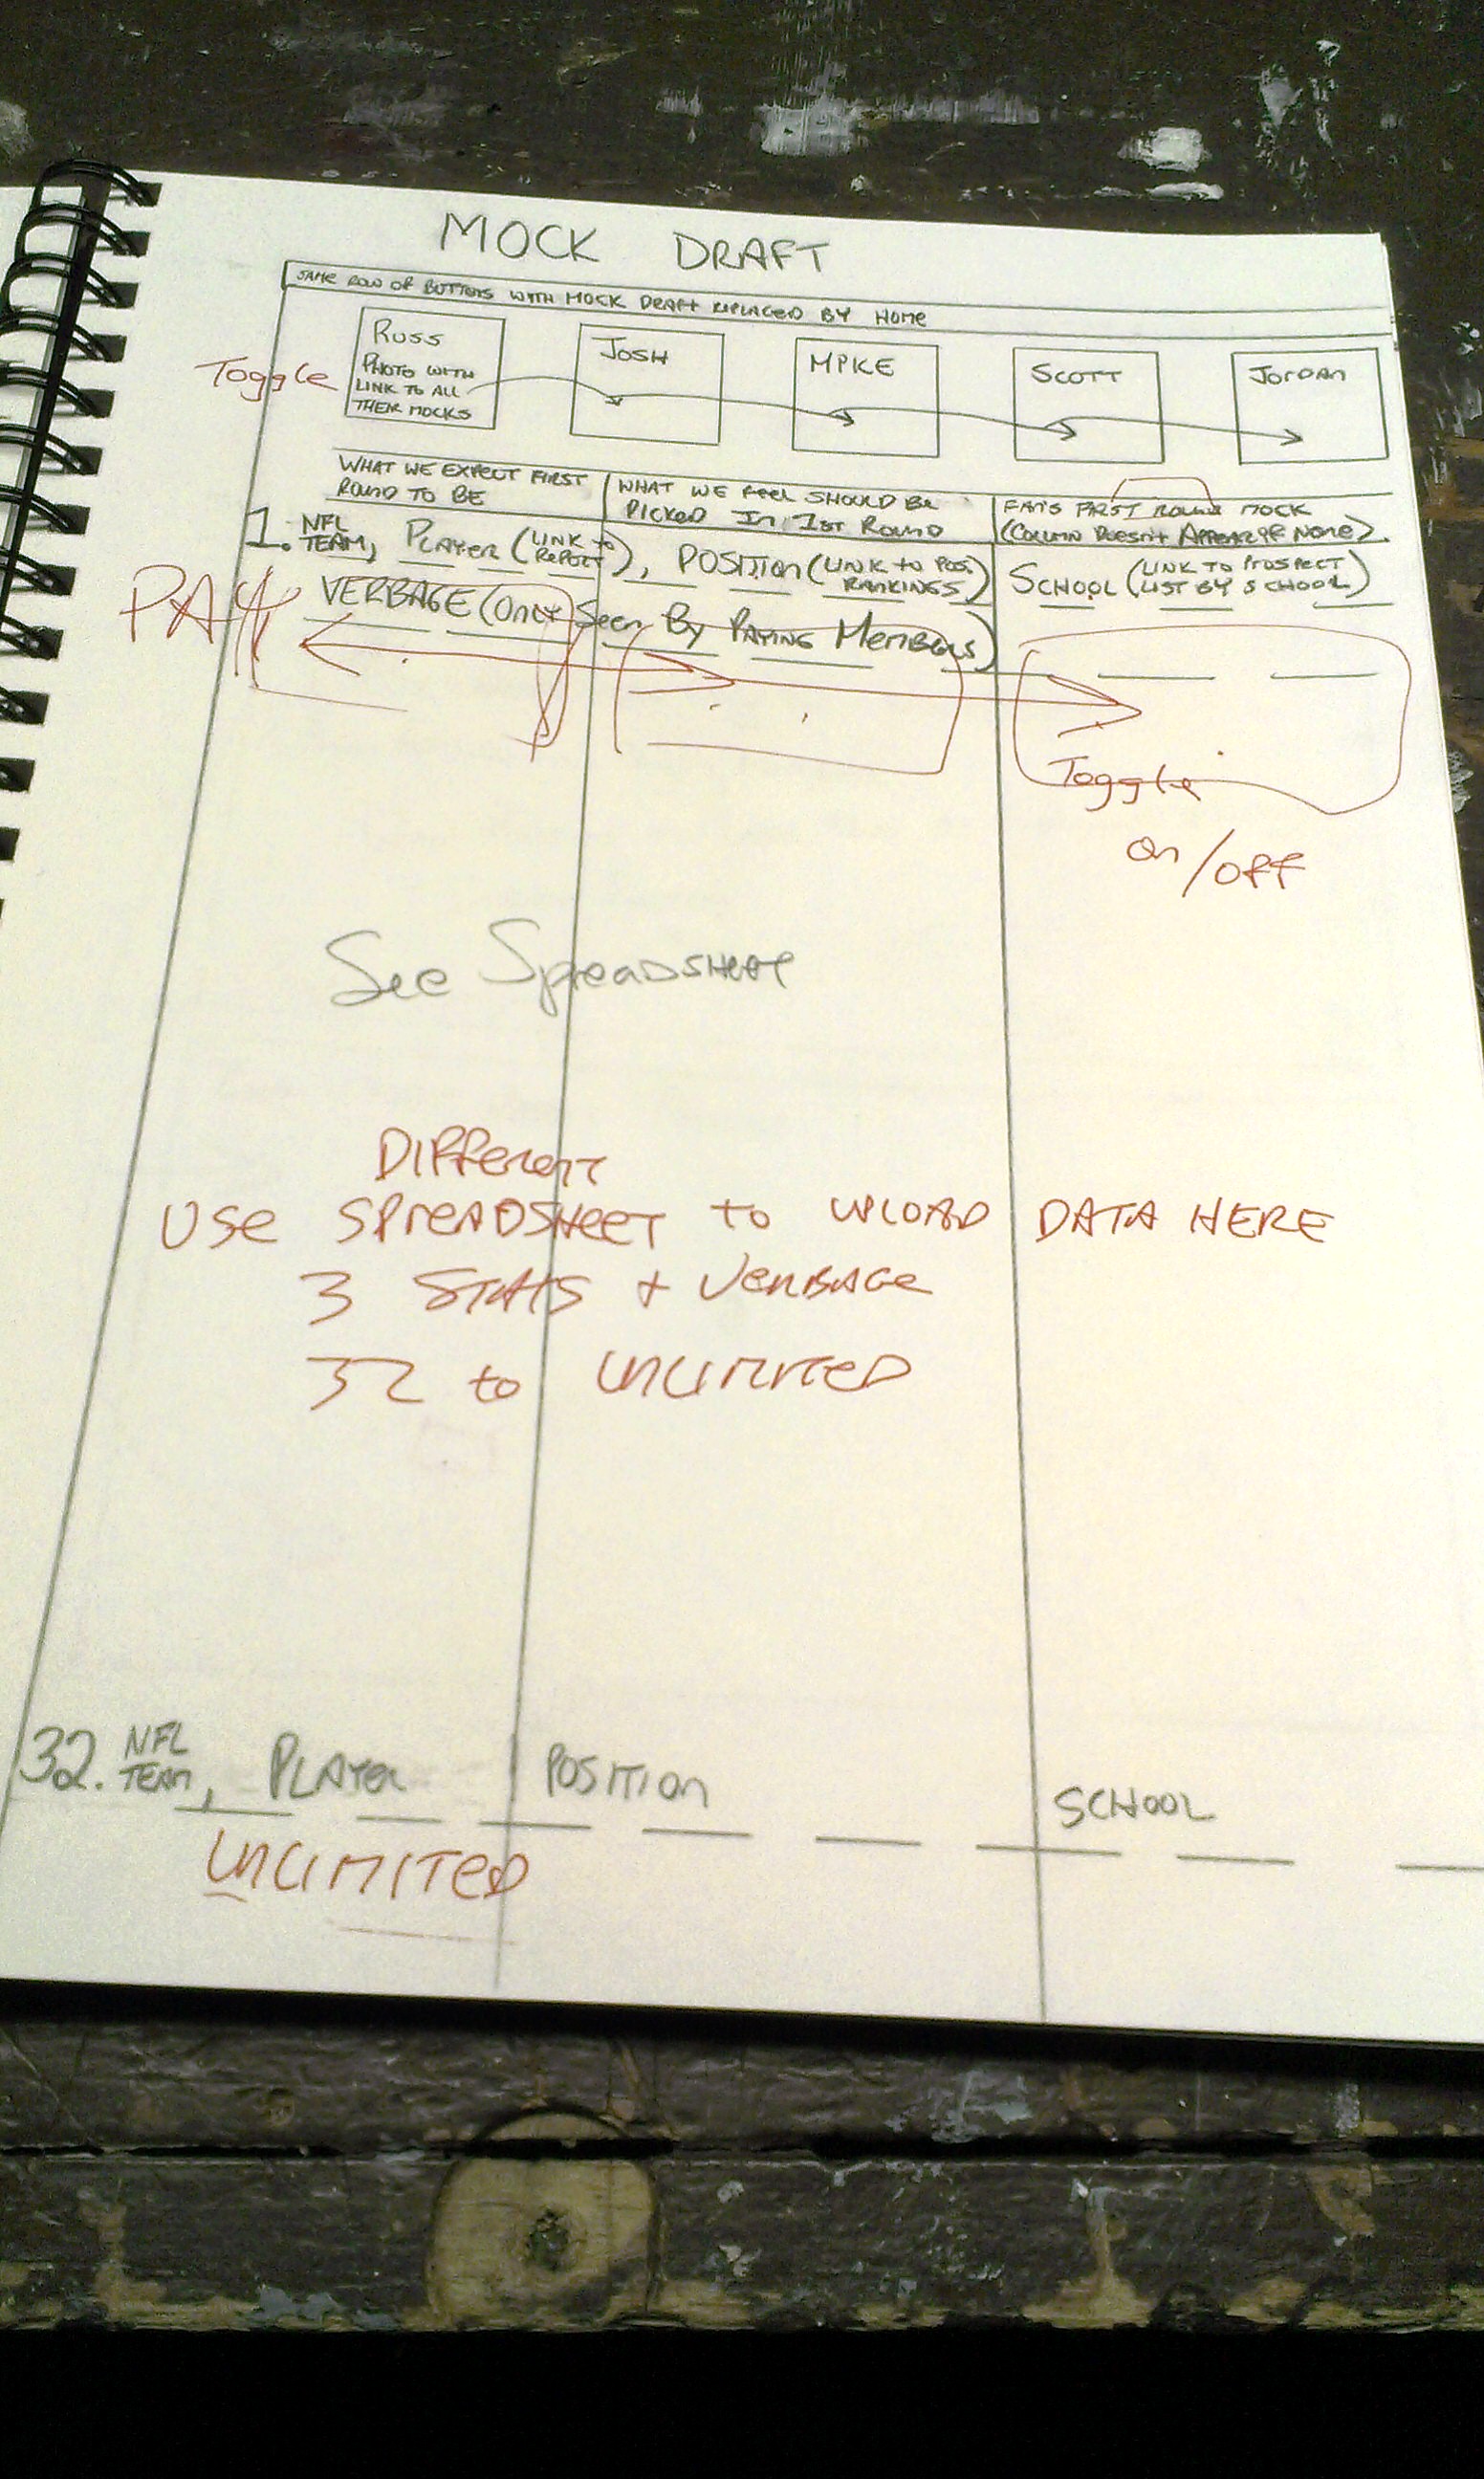 MOCK DRAFT
SAME ROW OF BUTTONS WITH MOCK DRAFT REPLACED BY HOME
Toggle
RUSS
PHOTO WITH
LINK TO ALL
THEIR MOCKS
JOSH
MIKE
SCOTT
JORDAN
WHAT WE EXPECT FIRST
ROUND TO BE
WHAT WE FEEL SHOULD BE
PICKED IN 1ST ROUND
FAN'S FIRST ROUND MOCK
(COLUMN DOESN'T APPEAR IF NONE)
1. NFL TEAM, PLAYER (LINK TO REPORT), POSITION (LINK TO POS. RANKINGS) SCHOOL (LINK TO PROSPECT LIST BY SCHOOL)
PAY
VERBAGE (ONLY SEEN BY PAYING MEMBERS)
Toggle
on/off
See Spreadsheet
DIFFERENT
USE SPREADSHEET to UPLOAD DATA HERE
3 STATS + VERBAGE
32 to UNLIMITED
32. NFL TEAM, PLAYER POSITION SCHOOL
UNLIMITED